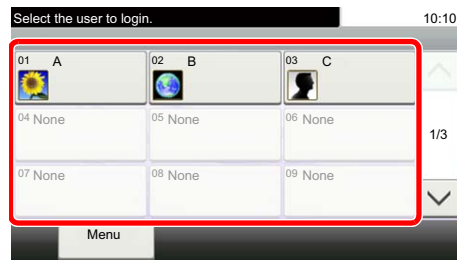 Select the user to login. 10:10
01 A 02 B 03 C
04 None 05 None 06 None
1/3
07 None 08 None 09 None
Menu